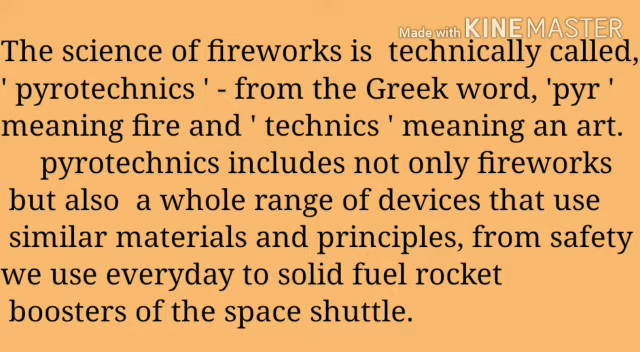 Made with KINEMASTER
The science of fireworks is technically called,
' pyrotechnics ' - from the Greek word, 'pyr '
meaning fire and ' technics ' meaning an art.
pyrotechnics includes not only fireworks
but also a whole range of devices that use
similar materials and principles, from safety
we use everyday to solid fuel rocket
boosters of the space shuttle.